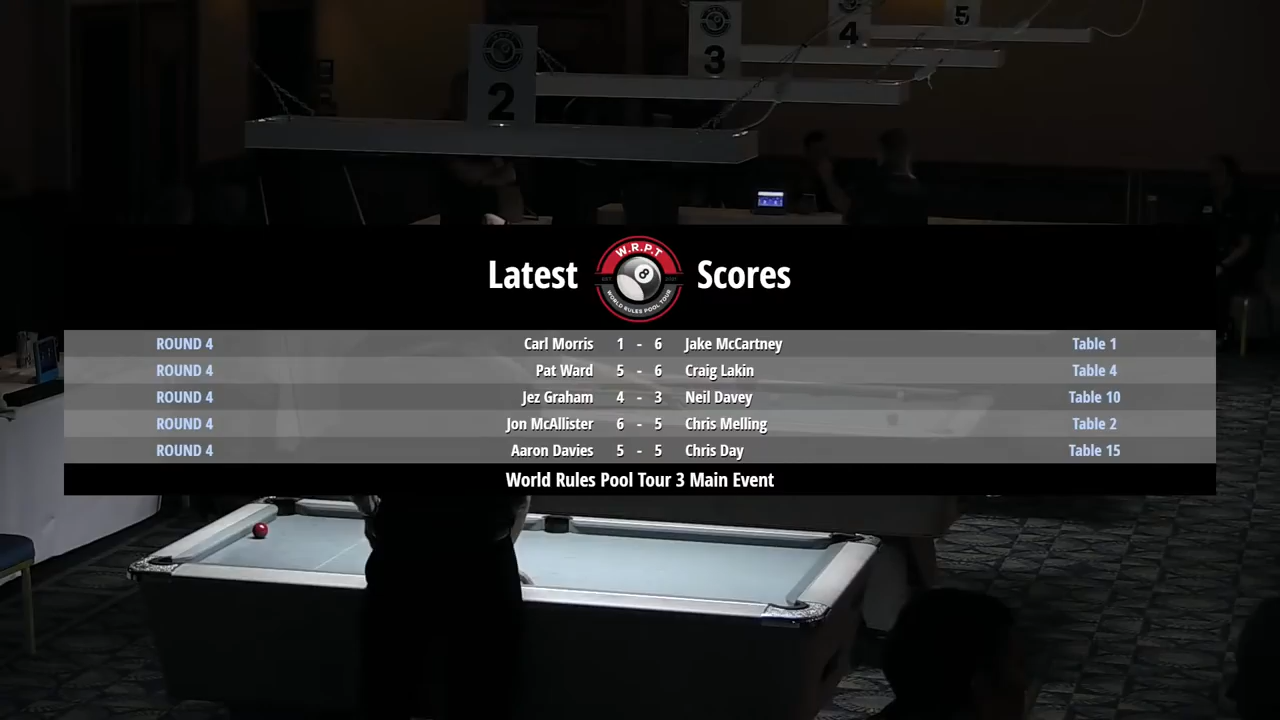 5
4
3
2
Latest W.R.P.T Scores
WORLD RULES POOL TOUR
ROUND 4 Carl Morris 1 - 6 Jake McCartney Table 1
ROUND 4 Pat Ward 5 - 6 Craig Lakin Table 4
ROUND 4 Jez Graham 4 - 3 Neil Davey Table 10
ROUND 4 Jon McAllister 6 - 5 Chris Melling Table 2
ROUND 4 Aaron Davies 5 - 5 Chris Day Table 15
World Rules Pool Tour 3 Main Event